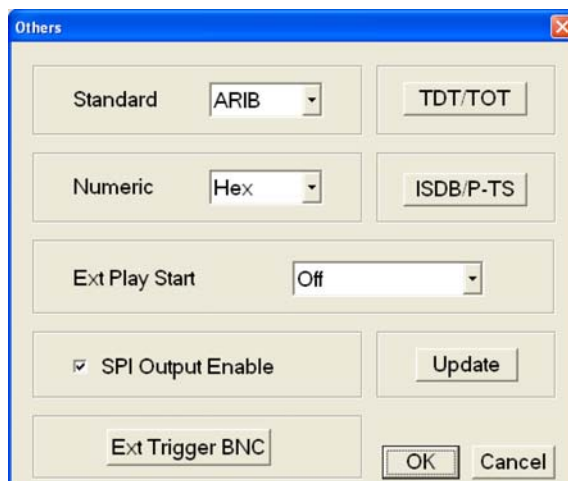 Others
Standard ARIB TDT/TOT
Numeric Hex ISDB/P-TS
Ext Play Start Off
SPI Output Enable Update
Ext Trigger BNC OK Cancel